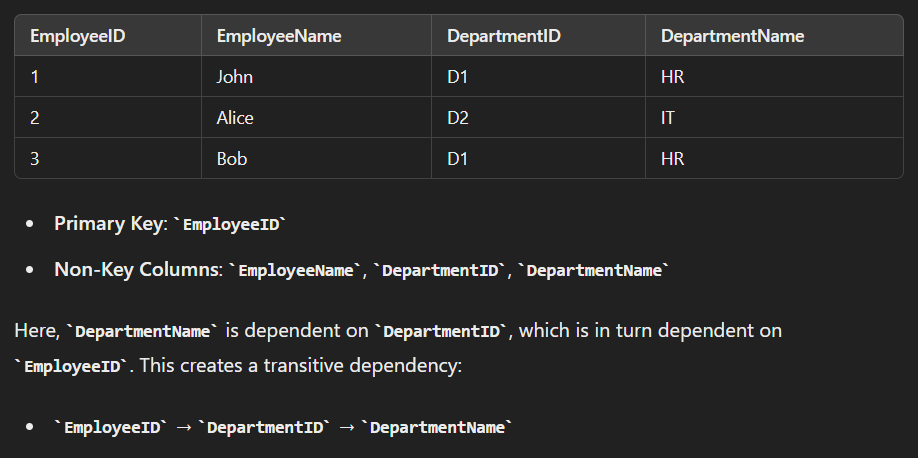 EmployeeID EmployeeName DepartmentID DepartmentName
1 John D1 HR
2 Alice D2 IT
3 Bob D1 HR
• Primary Key: `EmployeeID`
• Non-Key Columns: `EmployeeName`, `DepartmentID`, `DepartmentName`
Here, `DepartmentName` is dependent on `DepartmentID`, which is in turn dependent on
`EmployeeID`. This creates a transitive dependency:
• `EmployeeID` → `DepartmentID` → `DepartmentName`